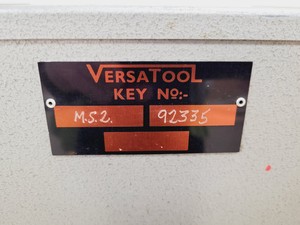 VERSATOOL
KEY Nº:-
M.S.2. 92335